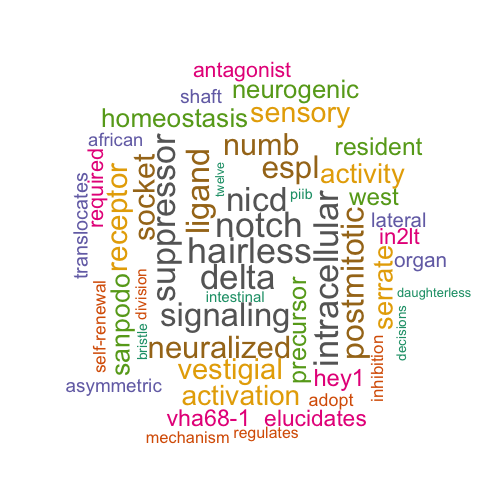 antagonist
shaft
neurogenic
homeostasis
sensory
african
numb
resident
required
socket
suppressor
ligand
twelve
espl
piib
activity
translocates
receptor
nicd
west
notch
lateral
hairless
intracellular
postmitotic
in2lt
delta
serrate
organ
self-renewal
sanpodo
division
intestinal
precursor
daughterless
bristle
signaling
decisions
neuralized
inhibition
asymmetric
vestigial
hey1
activation
adopt
vha68-1
elucidates
mechanism
regulates